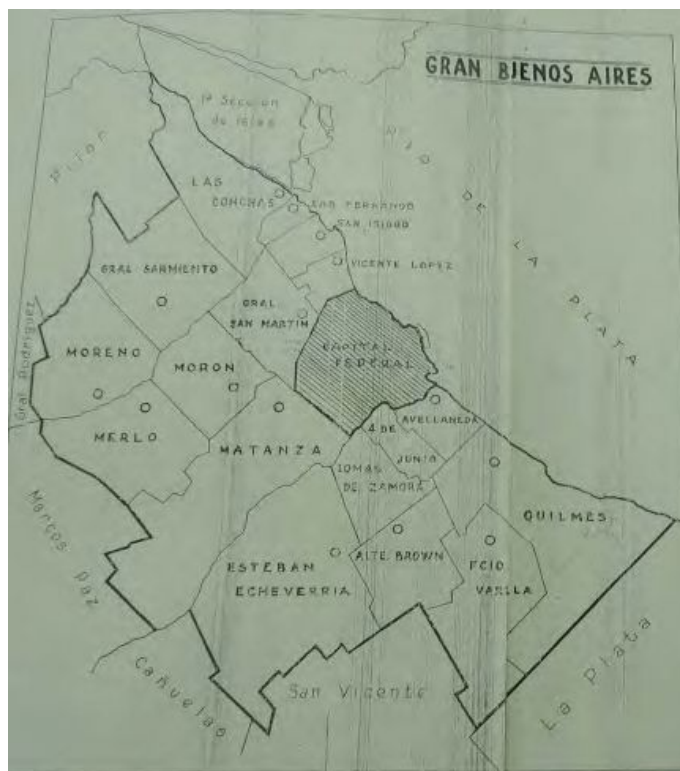 GRAN BUENOS AIRES
1ª Sección
de Islas
Pilar
RIO DE LA PLATA
LAS
CONCHAS
SAN FERNANDO
SAN ISIDRO
VICENTE LOPEZ
GRAL SARMIENTO
GRAL
SAN MARTIN
CAPITAL
FEDERAL
Gral Rodriguez
MORENO
MORON
MERLO
MATANZA
4 DE
JUNIO
AVELLANEDA
LOMAS
DE ZAMORA
QUILMES
Marcos Paz
ESTEBAN
ECHEVERRIA
ALTE. BROWN
FCIO
VARELA
Cañuelas
San Vicente
La Plata